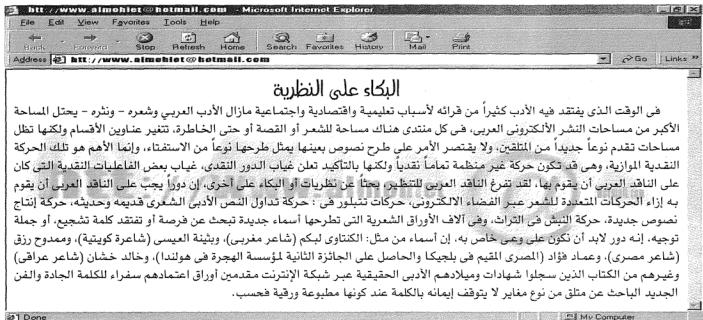 htt://www.almohiet@hotmail.com - Microsoft Internet Explorer
File Edit View Favorites Tools Help
Back Forward Stop Refresh Home Search Favorites History Mail Print
Address htt://www.almohiet@hotmail.com Go Links »
البكاء على النظرية
فى الوقت الذى يفتقد فيه الأدب كثيراً من قرائه لأسباب تعليمية واقتصادية واجتماعية مازال الأدب العربي وشعره - ونثره - يحتل المساحة
الأكبر من مساحات النشر الألكترونى العربى، فى كل منتدى هناك مساحة للشعر أو القصة أو حتى الخاطرة، تتغير عناوين الأقسام ولكنها تظل
مساحات تقدم نوعاً جديداً من المتلقين، ولا يقتصر الأمر على طرح نصوص بعينها يمثل طرحها نوعاً من الاستفتاء، وإنما الأهم هو تلك الحركة
النقدية الموازية، وهى قد تكون حركة غير منظمة تماماً نقدياً ولكنها بالتأكيد تعلن غياب الدور النقدى، غياب بعض الفاعليات النقدية التى كان
على الناقد العربى أن يقوم بها، لقد تفرغ الناقد العربى للتنظير بحثاً عن نظريات أو البكاء على أخرى، إن دوراً يجب على الناقد العربى أن يقوم
به إزاء الحركات المتعددة للشعر عبر الفضاء الالكترونى، حركات تتبلور فى : حركة تداول النص الأدبى الشعرى قديمه وحديثه، حركة إنتاج
نصوص جديدة، حركة النبش فى التراث، وفى آلاف الأوراق الشعرية التى تطرحها أسماء جديدة تبحث عن فرصة أو تفتقد كلمة تشجيع، أو جملة
توجيه، إنه دور لابد أن تكون على وعى خاص به، إن أسماء من مثل: الكنتاوى لبكم (شاعر مغربى)، وبثينة العيسى (شاعرة كويتية)، وممدوح رزق
(شاعر مصرى)، وعماد فؤاد (المصرى المقيم فى بلجيكا والحاصل على الجائزة الثانية لمؤسسة الهجرة فى هولندا)، وخالد خشان (شاعر عراقى)
وغيرهم من الكتاب الذين سجلوا شهادات وميلادهم الأدبى الحقيقية عبر شبكة الإنترنت مقدمين أوراق اعتمادهم سفراء للكلمة الجادة والفن
الجديد الباحث عن متلق من نوع مغاير لا يتوقف إيمانه بالكلمة عند كونها مطبوعة ورقية فحسب.
Done My Computer